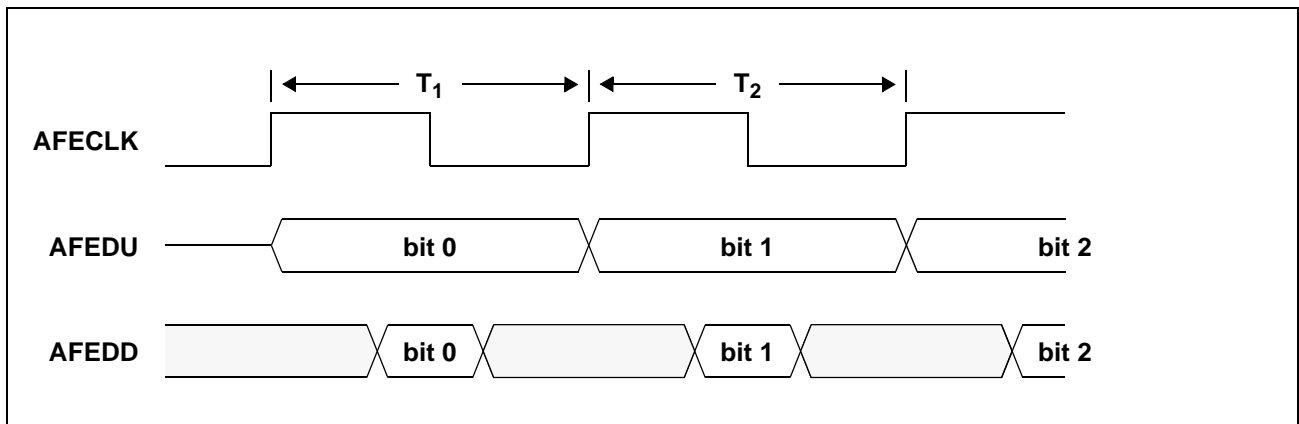 T₁ T₂
AFECLK
AFEDU bit 0 bit 1 bit 2
AFEDD bit 0 bit 1 bit 2